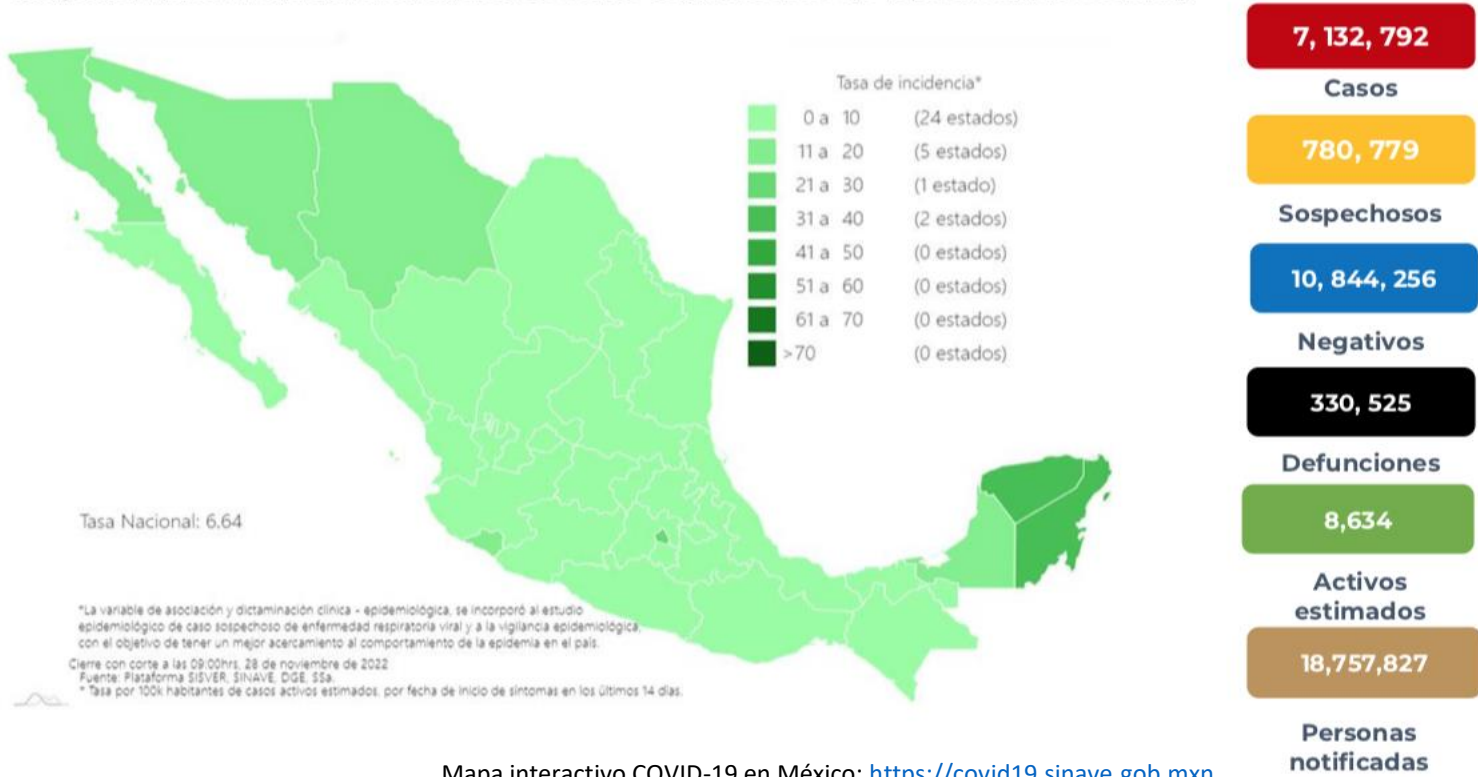 Tasa de incidencia*
0 a 10 (24 estados)
11 a 20 (5 estados)
21 a 30 (1 estado)
31 a 40 (2 estados)
41 a 50 (0 estados)
51 a 60 (0 estados)
61 a 70 (0 estados)
>70 (0 estados)
Tasa Nacional: 6.64
*La variable de asociación y dictaminación clínica - epidemiológica, se incorporó al estudio
epidemiológico de caso sospechoso de enfermedad respiratoria viral y a la vigilancia epidemiológica,
con el objetivo de tener un mejor acercamiento al comportamiento de la epidemia en el país.
Cierre con corte a las 09:00hrs, 28 de noviembre de 2022
Fuente: Plataforma SISVER, SINAVE, DGE, SSa.
* Tasa por 100k habitantes de casos activos estimados, por fecha de inicio de síntomas en los últimos 14 días.
7, 132, 792
Casos
780, 779
Sospechosos
10, 844, 256
Negativos
330, 525
Defunciones
8,634
Activos
estimados
18,757,827
Personas
notificadas
Mapa interactivo COVID-19 en México: https://covid19.sinave.gob.mxn